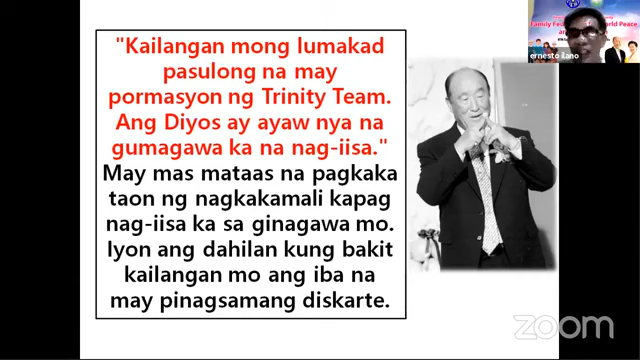 "Kailangan mong lumakad
pasulong na may
pormasyon ng Trinity Team.
Ang Diyos ay ayaw nya na
gumagawa ka na nag-iisa."
May mas mataas na pagkaka
taon ng nagkakamali kapag
nag-iisa ka sa ginagawa mo.
Iyon ang dahilan kung bakit
kailangan mo ang iba na
may pinagsamang diskarte.
ernesto ilano
zoom